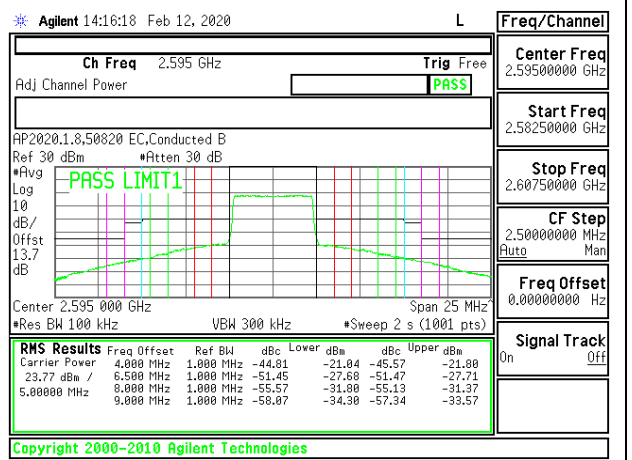 Agilent 14:16:18 Feb 12, 2020 L Freq/Channel
Ch Freq 2.595 GHz Trig Free
Adj Channel Power PASS
Center Freq
2.59500000 GHz
Start Freq
2.58250000 GHz
AP2020.1.8,50820 EC,Conducted B
Ref 30 dBm #Atten 30 dB
#Avg
Log
10
dB/
Offst
13.7
dB
PASS LIMIT1
Stop Freq
2.60750000 GHz
CF Step
2.50000000 MHz
Auto Man
Freq Offset
0.00000000 Hz
Center 2.595 000 GHz Span 25 MHz^
#Res BW 100 kHz VBW 300 kHz #Sweep 2 s (1001 pts)
Signal Track
On Off
RMS Results Freq Offset Ref BW dBc Lower dBm dBc Upper dBm
Carrier Power 4.000 MHz 1.000 MHz -44.81 -21.04 -45.57 -21.80
23.77 dBm / 6.500 MHz 1.000 MHz -51.45 -27.68 -51.47 -27.71
5.00000 MHz 8.000 MHz 1.000 MHz -55.57 -31.80 -55.13 -31.37
9.000 MHz 1.000 MHz -58.07 -34.30 -57.34 -33.57
Copyright 2000-2010 Agilent Technologies